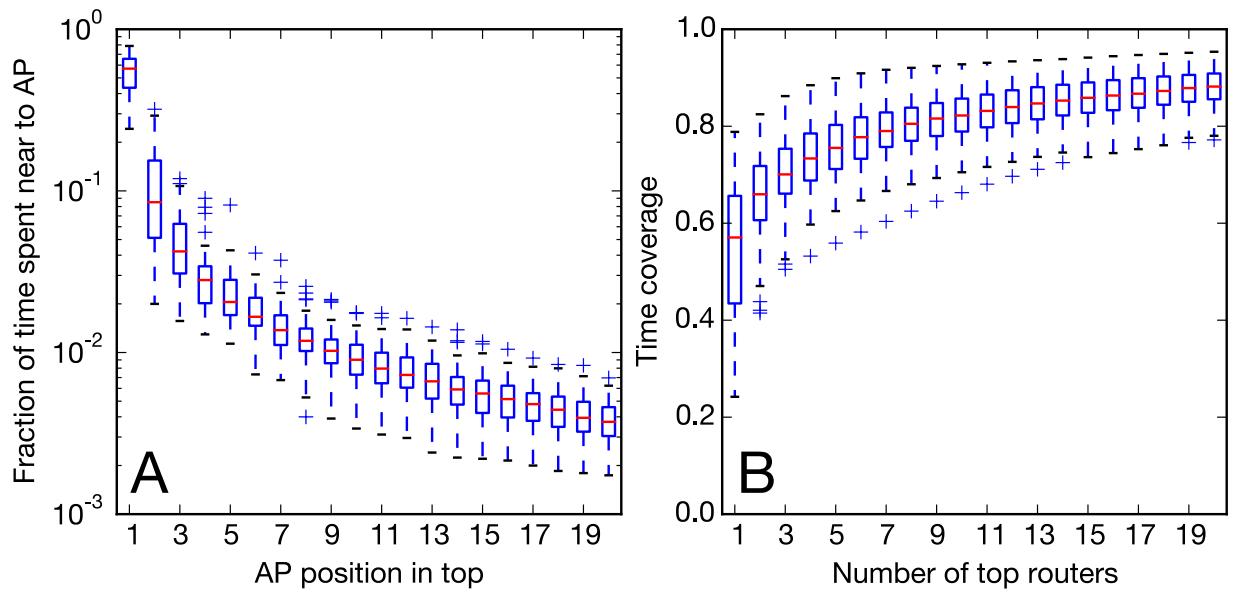 Fraction of time spent near to AP
10⁰
10⁻¹
10⁻²
10⁻³
A
1 3 5 7 9 11 13 15 17 19
AP position in top
Time coverage
1.0
0.8
0.6
0.4
0.2
0.0
B
1 3 5 7 9 11 13 15 17 19
Number of top routers